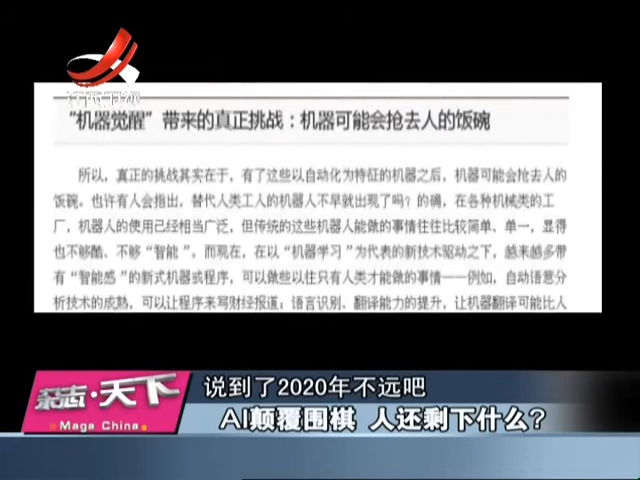 江西卫视
“机器觉醒”带来的真正挑战：机器可能会抢去人的饭碗
所以，真正的挑战其实在于，有了这些以自动化为特征的机器之后，机器可能会抢去人的
饭碗。也许有人会指出，替代人类工人的机器人不早就出现了吗？的确，在各种机械类的工
厂，机器人的使用已经相当广泛，但传统的这些机器人能做的事情往往比较简单、单一，显得
也不够酷、不够“智能”。而现在，在以“机器学习”为代表的新技术驱动之下，越来越多带
有“智能感”的新式机器或程序，可以做些以往只有人类才能做的事情——例如，自动语意分
析技术的成熟，可以让程序来写财经报道；语言识别、翻译能力的提升，让机器翻译可能比人
说到了2020年不远吧
杂志·天下
AI颠覆围棋 人还剩下什么？
Maga China